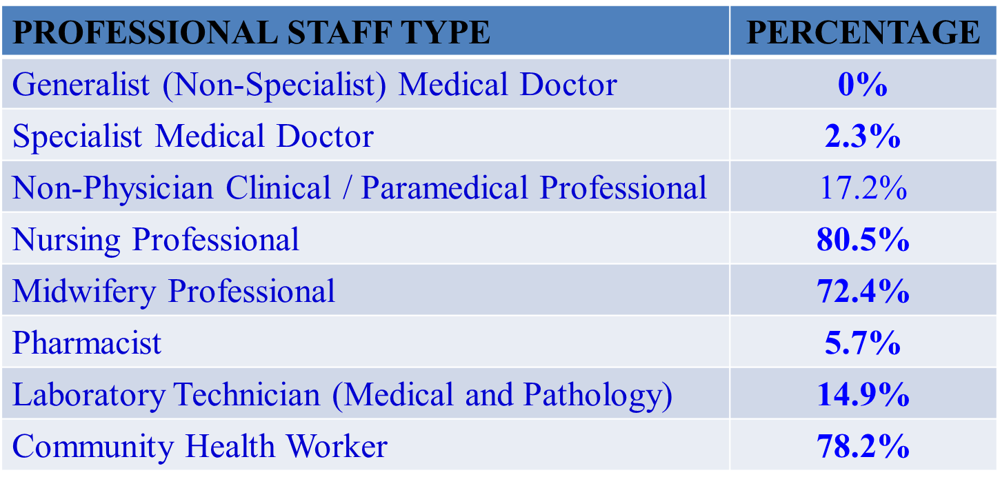 PROFESSIONAL STAFF TYPE PERCENTAGE
Generalist (Non-Specialist) Medical Doctor 0%
Specialist Medical Doctor 2.3%
Non-Physician Clinical / Paramedical Professional 17.2%
Nursing Professional 80.5%
Midwifery Professional 72.4%
Pharmacist 5.7%
Laboratory Technician (Medical and Pathology) 14.9%
Community Health Worker 78.2%